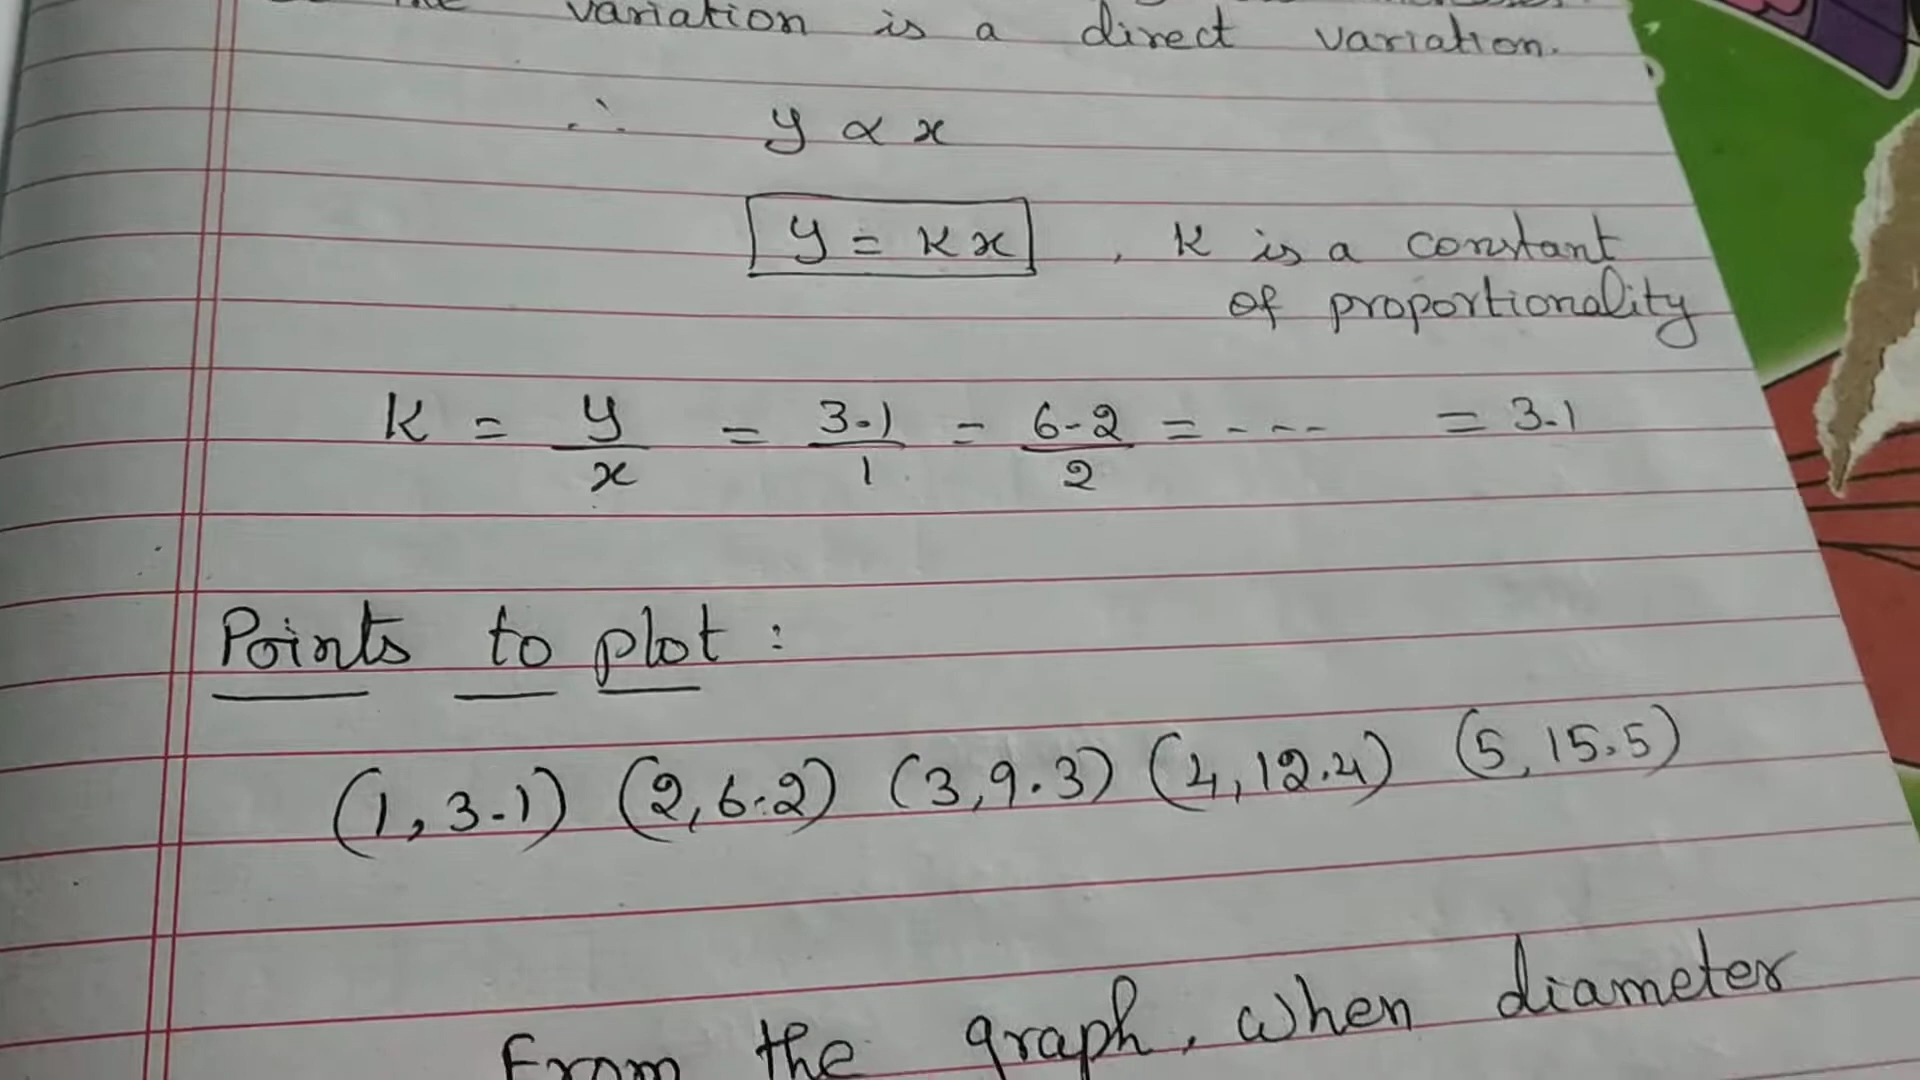 variation is a direct variation.
∴ y ∝ x
y = kx , k is a constant
of proportionality
k = y/x = 3.1/1 = 6.2/2 = - - - = 3.1
Points to plot :
(1, 3.1) (2, 6.2) (3, 9.3) (4, 12.4) (5, 15.5)
From the graph, when diameter